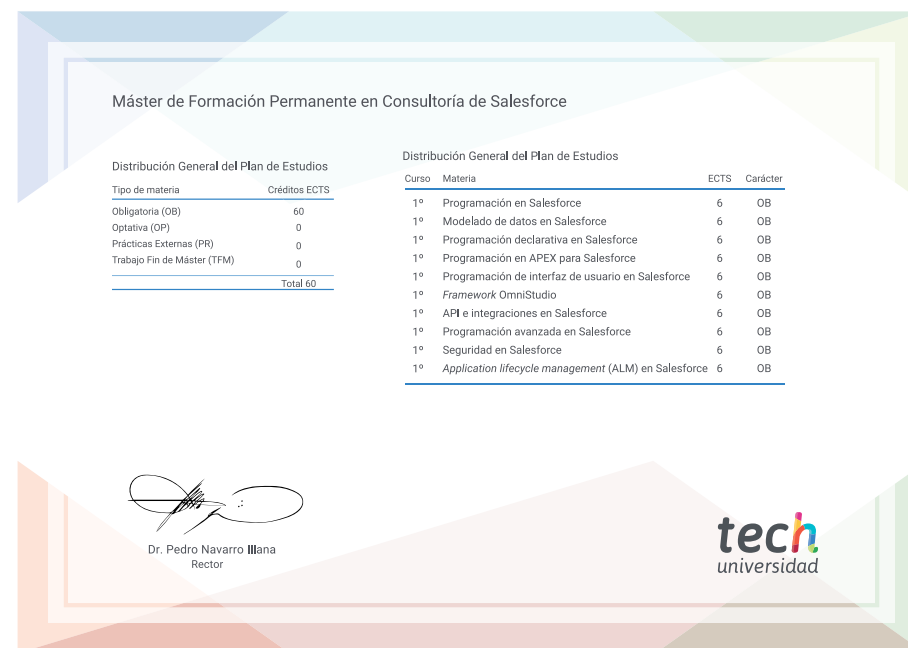 Máster de Formación Permanente en Consultoría de Salesforce
Distribución General del Plan de Estudios
Tipo de materia Créditos ECTS
Obligatoria (OB) 60
Optativa (OP) 0
Prácticas Externas (PR) 0
Trabajo Fin de Máster (TFM) 0
Total 60
Distribución General del Plan de Estudios
Curso Materia ECTS Carácter
1º Programación en Salesforce 6 OB
1º Modelado de datos en Salesforce 6 OB
1º Programación declarativa en Salesforce 6 OB
1º Programación en APEX para Salesforce 6 OB
1º Programación de interfaz de usuario en Salesforce 6 OB
1º Framework OmniStudio 6 OB
1º API e integraciones en Salesforce 6 OB
1º Programación avanzada en Salesforce 6 OB
1º Seguridad en Salesforce 6 OB
1º Application lifecycle management (ALM) en Salesforce 6 OB
Dr. Pedro Navarro Illana
Rector
tech
universidad